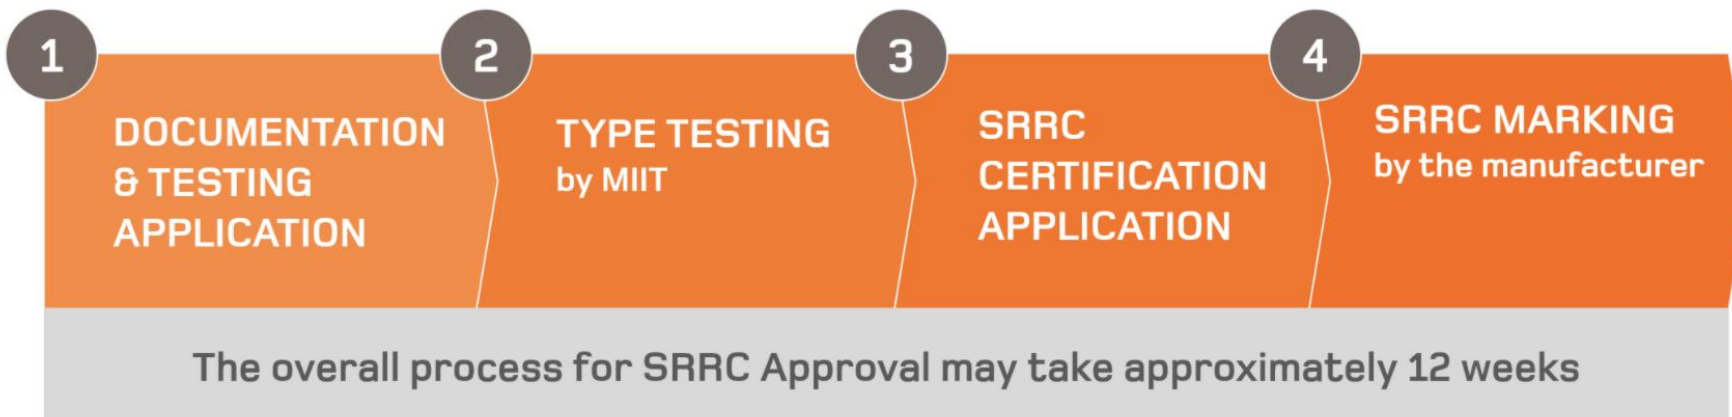 1
DOCUMENTATION
& TESTING
APPLICATION
2
TYPE TESTING
by MIIT
3
SRRC
CERTIFICATION
APPLICATION
4
SRRC MARKING
by the manufacturer
The overall process for SRRC Approval may take approximately 12 weeks